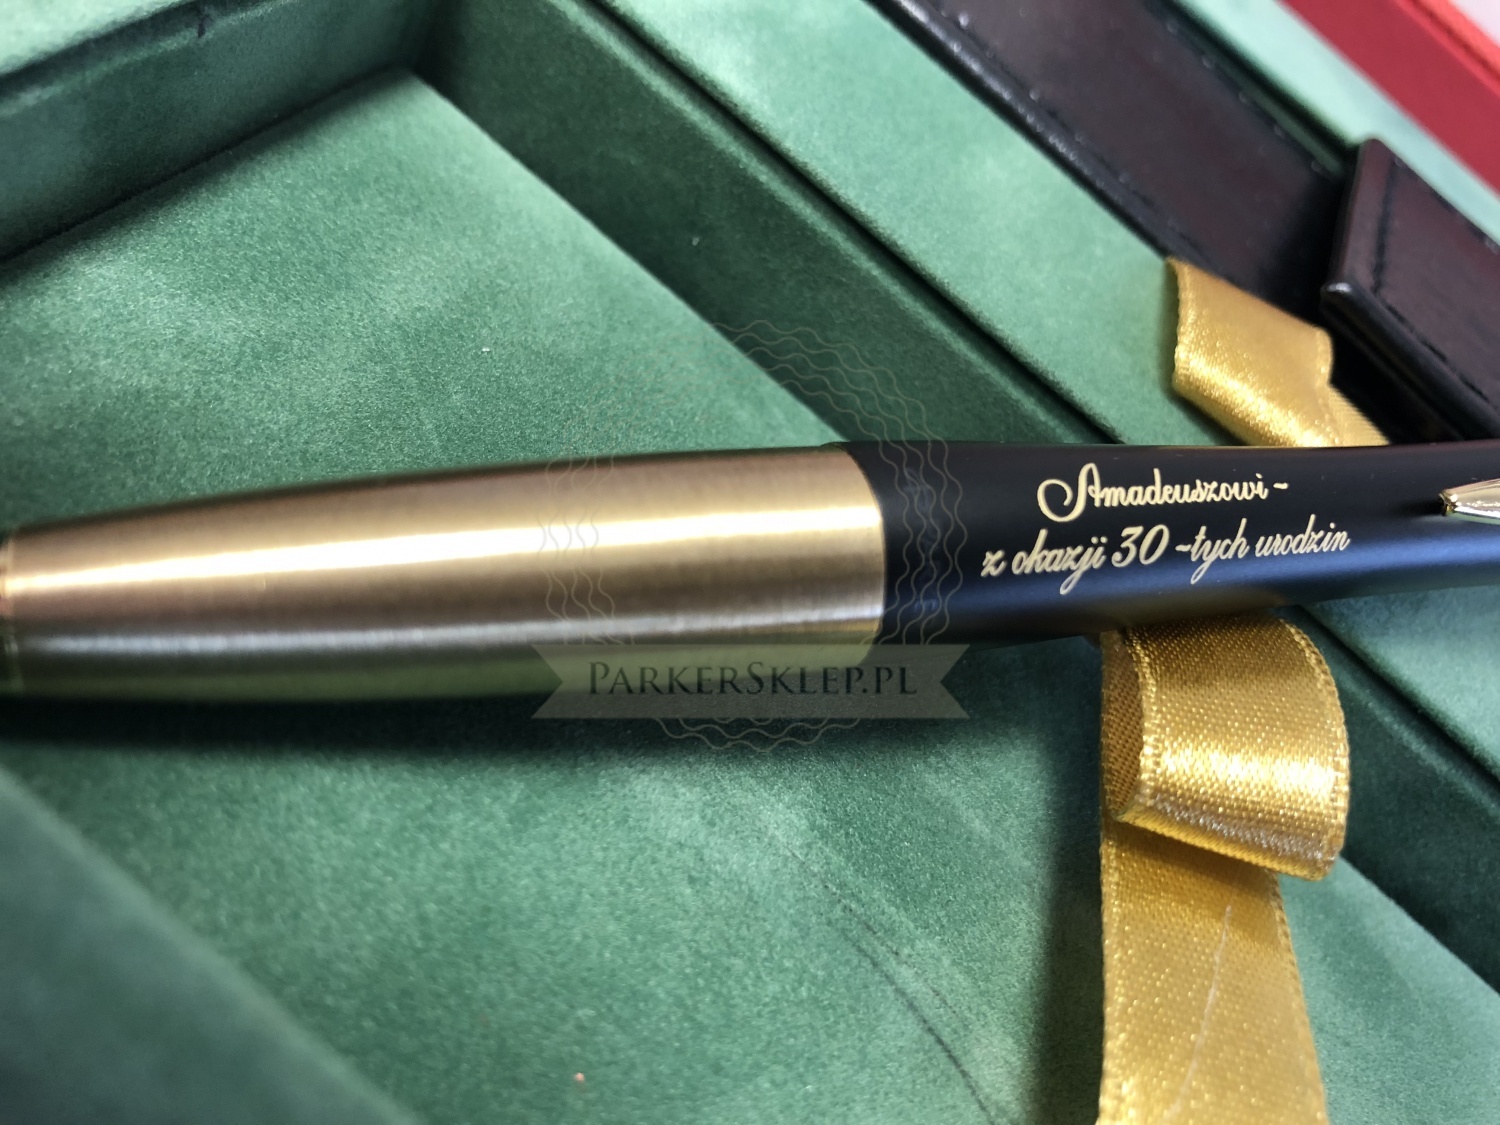 Amadeuszowi -
z okazji 30 -tych urodzin
ParkerSklep.pl